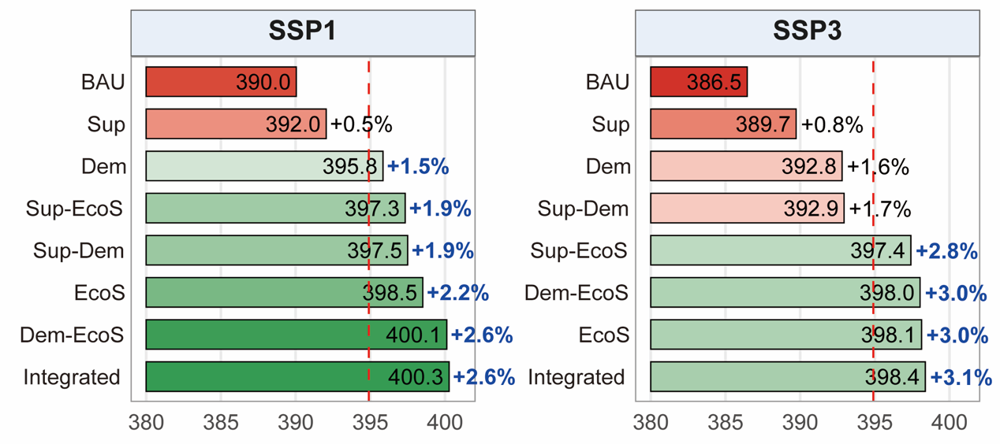 SSP1
BAU 390.0
Sup 392.0 +0.5%
Dem 395.8 +1.5%
Sup-EcoS 397.3 +1.9%
Sup-Dem 397.5 +1.9%
EcoS 398.5 +2.2%
Dem-EcoS 400.1 +2.6%
Integrated 400.3 +2.6%
380 385 390 395 400
SSP3
BAU 386.5
Sup 389.7 +0.8%
Dem 392.8 +1.6%
Sup-Dem 392.9 +1.7%
Sup-EcoS 397.4 +2.8%
Dem-EcoS 398.0 +3.0%
EcoS 398.1 +3.0%
Integrated 398.4 +3.1%
380 385 390 395 400